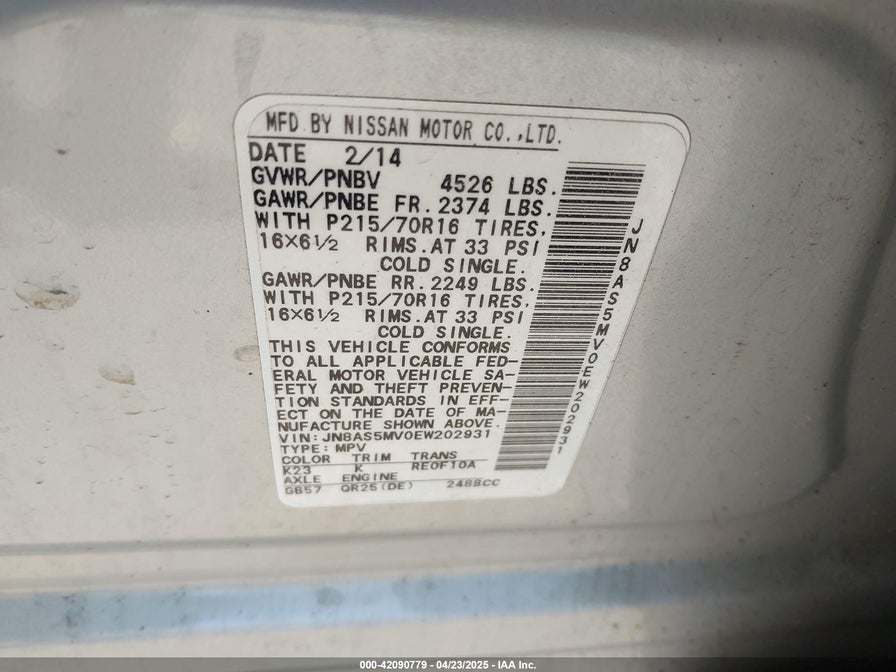 MFD.BY NISSAN MOTOR CO.,LTD.
DATE 2/14
GVWR/PNBV 4526 LBS.
GAWR/PNBE FR.2374 LBS.
WITH P215/70R16 TIRES,
16×6½ RIMS.AT 33 PSI
COLD SINGLE.
GAWR/PNBE RR.2249 LBS.
WITH P215/70R16 TIRES,
16×6½ RIMS.AT 33 PSI
COLD SINGLE.
THIS VEHICLE CONFORMS
TO ALL APPLICABLE FED-
ERAL MOTOR VEHICLE SA-
FETY AND THEFT PREVEN-
TION STANDARDS IN EFF-
ECT ON THE DATE OF MA-
NUFACTURE SHOWN ABOVE.
VIN:JN8AS5MV0EW202931
TYPE:MPV
COLOR TRIM TRANS
K23 K RE0F10A
AXLE ENGINE
GB57 QR25(DE) 2488CC
JN8AS5MV0EW202931
000-42090779 - 04/23/2025 - IAA Inc.